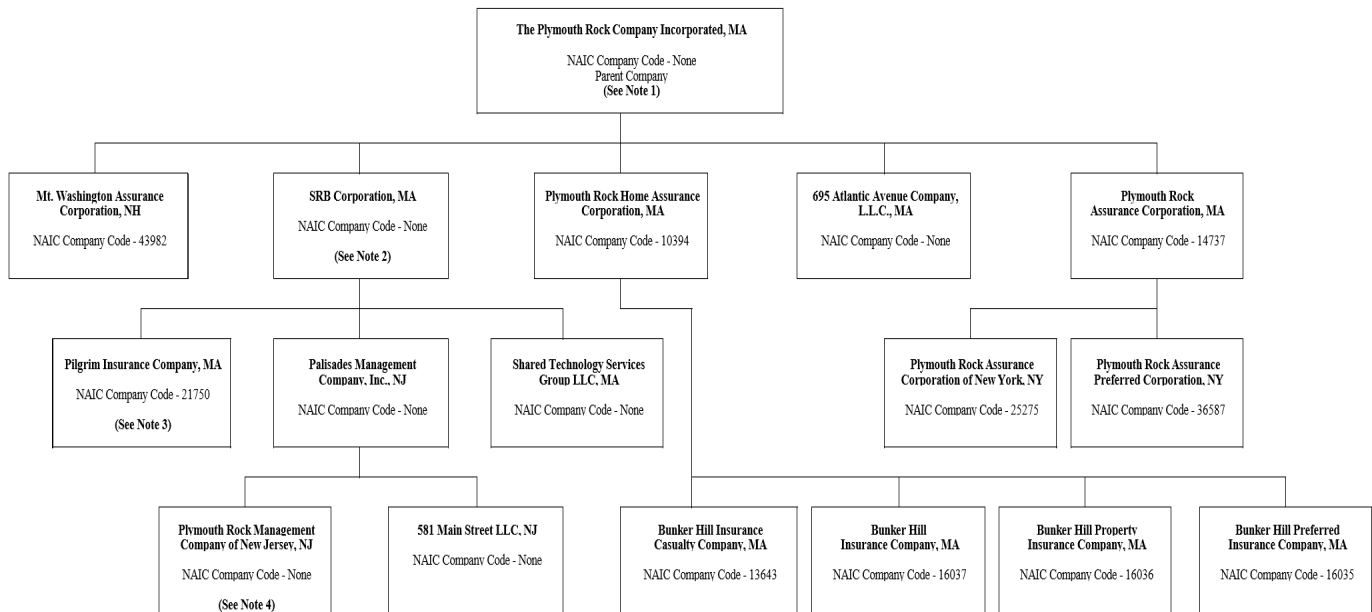 The Plymouth Rock Company Incorporated, MA
NAIC Company Code - None
Parent Company
(See Note 1)
Mt. Washington Assurance
Corporation, NH
NAIC Company Code - 43982
SRB Corporation, MA
NAIC Company Code - None
(See Note 2)
Plymouth Rock Home Assurance
Corporation, MA
NAIC Company Code - 10394
695 Atlantic Avenue Company,
L.L.C., MA
NAIC Company Code - None
Plymouth Rock
Assurance Corporation, MA
NAIC Company Code - 14737
Pilgrim Insurance Company, MA
NAIC Company Code - 21750
(See Note 3)
Palisades Management
Company, Inc., NJ
NAIC Company Code - None
Shared Technology Services
Group LLC, MA
NAIC Company Code - None
Plymouth Rock Assurance
Corporation of New York, NY
NAIC Company Code - 25275
Plymouth Rock Assurance
Preferred Corporation, NY
NAIC Company Code - 36587
Plymouth Rock Management
Company of New Jersey, NJ
NAIC Company Code - None
(See Note 4)
581 Main Street LLC, NJ
NAIC Company Code - None
Bunker Hill Insurance
Casualty Company, MA
NAIC Company Code - 13643
Bunker Hill
Insurance Company, MA
NAIC Company Code - 16037
Bunker Hill Property
Insurance Company, MA
NAIC Company Code - 16036
Bunker Hill Preferred
Insurance Company, MA
NAIC Company Code - 16035